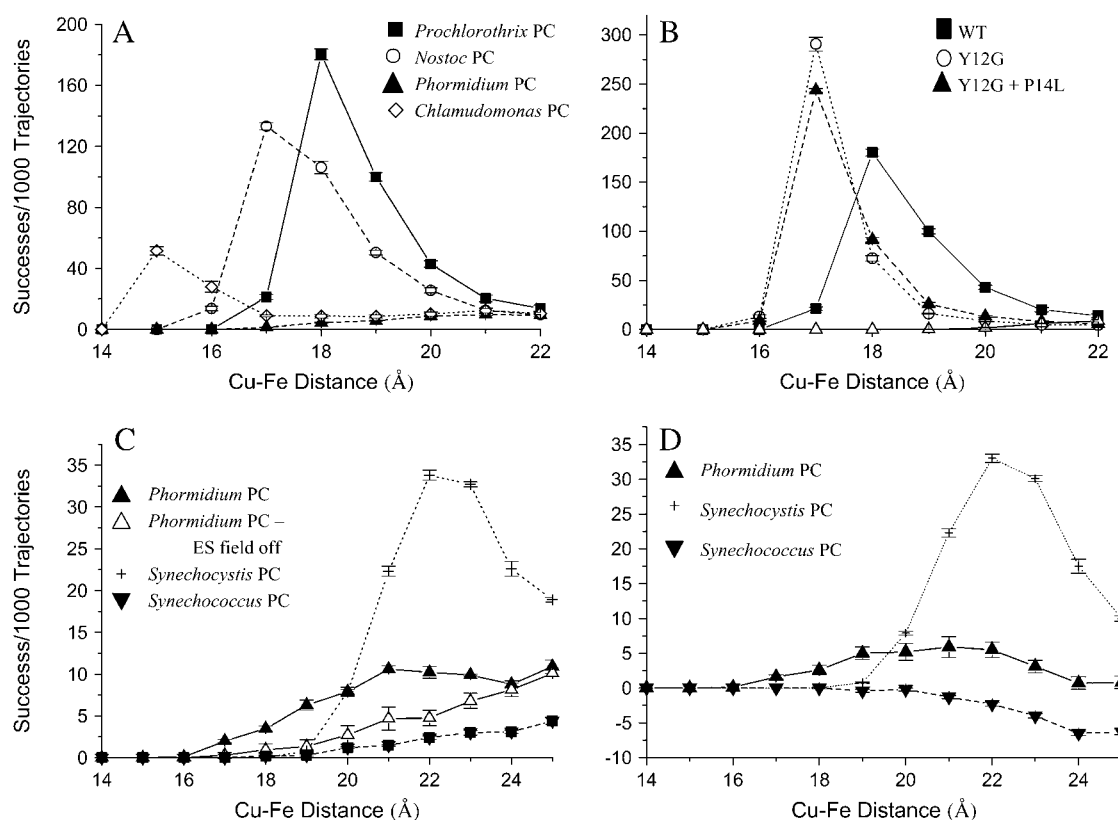 A
Prochlorothrix PC
Nostoc PC
Phormidium PC
Chlamudomonas PC
Successes/1000 Trajectories
200
160
120
80
40
0
14 16 18 20 22
Cu-Fe Distance (Å)
B
WT
Y12G
Y12G + P14L
300
250
200
150
100
50
0
14 16 18 20 22
Cu-Fe Distance (Å)
C
Phormidium PC
Phormidium PC –
ES field off
Synechocystis PC
Synechococcus PC
Successs/1000 Trajectories
35
30
25
20
15
10
5
0
14 16 18 20 22 24
Cu-Fe Distance (Å)
D
Phormidium PC
Synechocystis PC
Synechococcus PC
35
30
25
20
15
10
5
0
-5
-10
14 16 18 20 22 24
Cu-Fe Distance (Å)